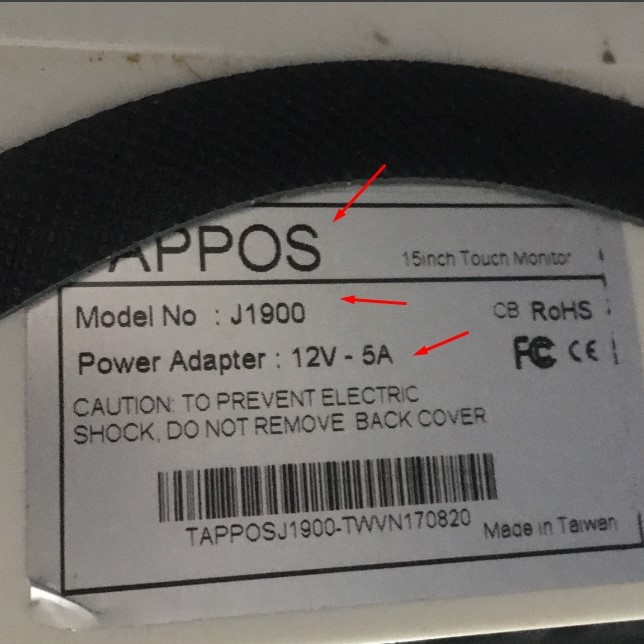 TAPPOS
15inch Touch Monitor
Model No : J1900
CB RoHS
Power Adapter : 12V - 5A
FC CE
CAUTION: TO PREVENT ELECTRIC
SHOCK, DO NOT REMOVE BACK COVER
TAPPOSJ1900-TWVN170820
Made in Taiwan